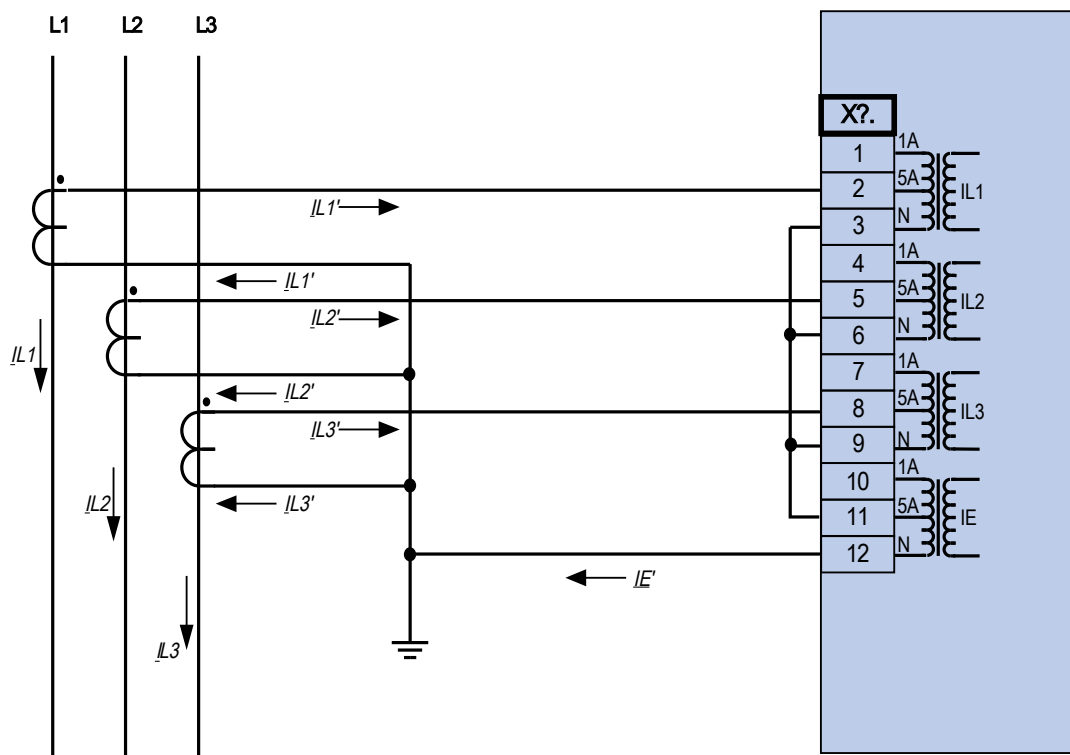 L1 L2 L3
X?.
1 1A
2 5A IL1
3 N
4 1A
5 5A IL2
6 N
7 1A
8 5A IL3
9 N
10 1A
11 5A IE
12 N
IL1'
IL1'
IL2'
IL1
IL2'
IL3'
IL2
IL3'
IE'
IL3